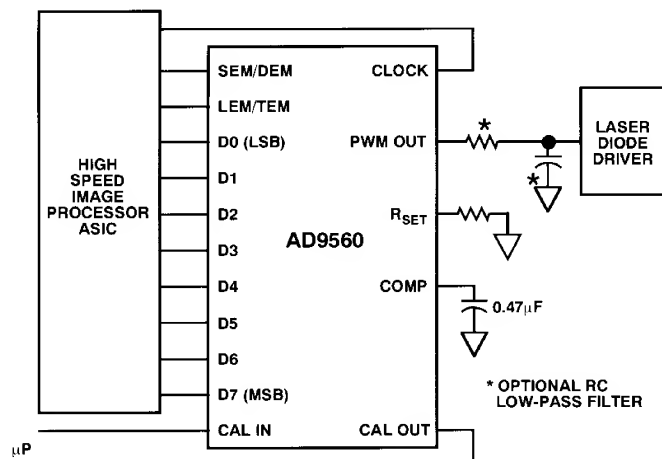 HIGH
SPEED
IMAGE
PROCESSOR
ASIC
SEM/DEM
LEM/TEM
D0 (LSB)
D1
D2
D3
D4
D5
D6
D7 (MSB)
CAL IN
µP
AD9560
CLOCK
PWM OUT
RSET
COMP
CAL OUT
*
*
0.47µF
LASER
DIODE
DRIVER
* OPTIONAL RC
LOW-PASS FILTER